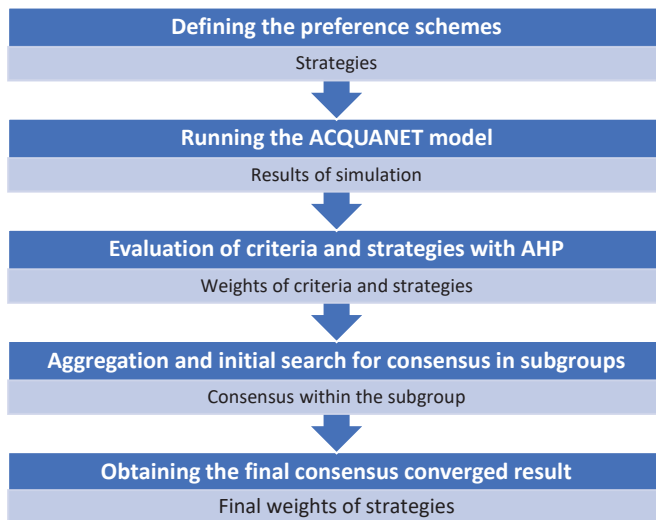 Defining the preference schemes
Strategies
Running the ACQUANET model
Results of simulation
Evaluation of criteria and strategies with AHP
Weights of criteria and strategies
Aggregation and initial search for consensus in subgroups
Consensus within the subgroup
Obtaining the final consensus converged result
Final weights of strategies